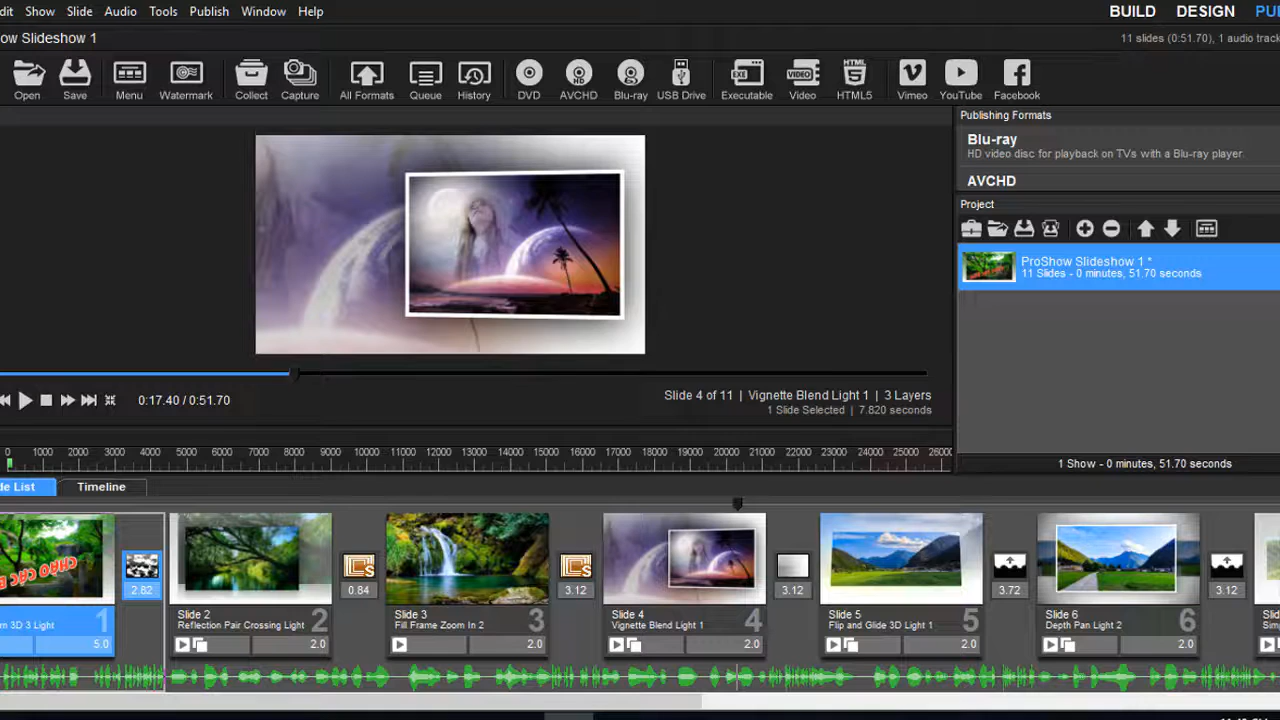 dit Show Slide Audio Tools Publish Window Help
BUILD DESIGN PU
ow Slideshow 1
11 slides (0:51.70), 1 audio track
Open Save Menu Watermark Collect Capture All Formats Queue History DVD AVCHD Blu-ray USB Drive Executable Video HTML5 Vimeo YouTube Facebook
EXE VIDEO
Publishing Formats
Blu-ray
HD video disc for playback on TVs with a Blu-ray player
AVCHD
Project
ProShow Slideshow 1 *
11 Slides - 0 minutes, 51.70 seconds
0:17.40 / 0:51.70
Slide 4 of 11 | Vignette Blend Light 1 | 3 Layers
1 Slide Selected | 7.820 seconds
0 1000 2000 3000 4000 5000 6000 7000 8000 9000 10000 11000 12000 13000 14000 15000 16000 17000 18000 19000 20000 21000 22000 23000 24000 25000 26000
1 Show - 0 minutes, 51.70 seconds
de List Timeline
CHÀO CÁC B
2.82 0.84 3.12 3.12 3.72 3.12
n 3D 3 Light 1 5.0
Slide 2
Reflection Pair Crossing Light 2 2.0
Slide 3
Fill Frame Zoom In 2 3 2.0
Slide 4
Vignette Blend Light 1 4 2.0
Slide 5
Flip and Glide 3D Light 1 5 2.0
Slide 6
Depth Pan Light 2 6 2.0
Slid
Sim